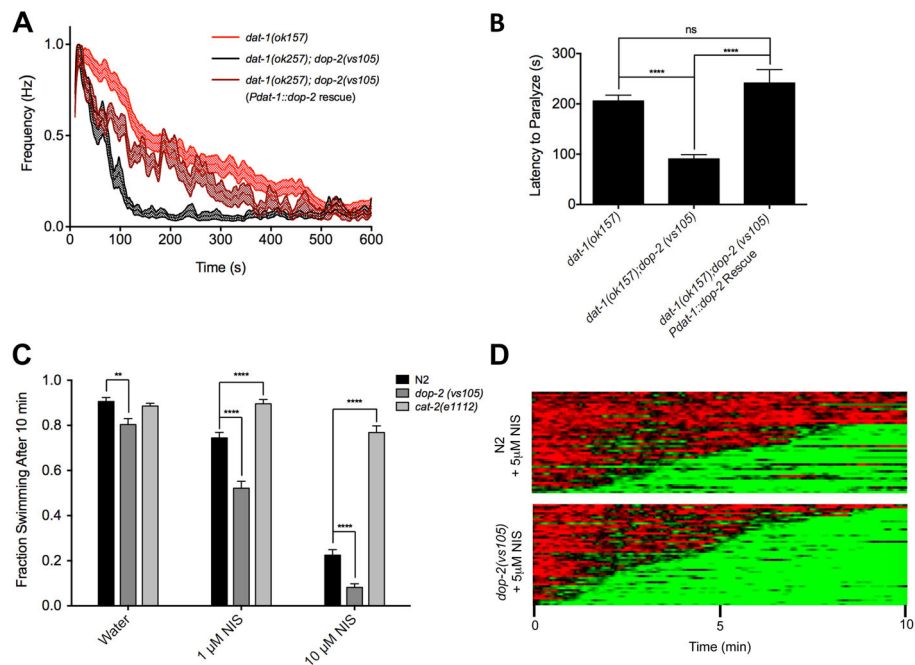 A
dat-1(ok157)
dat-1(ok257); dop-2(vs105)
dat-1(ok257); dop-2(vs105)
(Pdat-1::dop-2 rescue)
Frequency (Hz)
1.0
0.5
0.0
0
100
200
300
400
500
600
Time (s)
B
ns
****
****
Latency to Paralyze (s)
300
200
100
0
dat-1(ok157)
dat-1(ok157);dop-2 (vs105)
dat-1(ok157);dop-2 (vs105)
Pdat-1::dop-2 Rescue
C
N2
dop-2 (vs105)
cat-2(e1112)
**
****
****
****
****
Fraction Swimming After 10 min
1.0
0.8
0.6
0.4
0.2
0.0
Water
1 µM NIS
10 µM NIS
D
N2
+ 5µM NIS
dop-2(vs105)
+ 5µM NIS
0
5
10
Time (min)